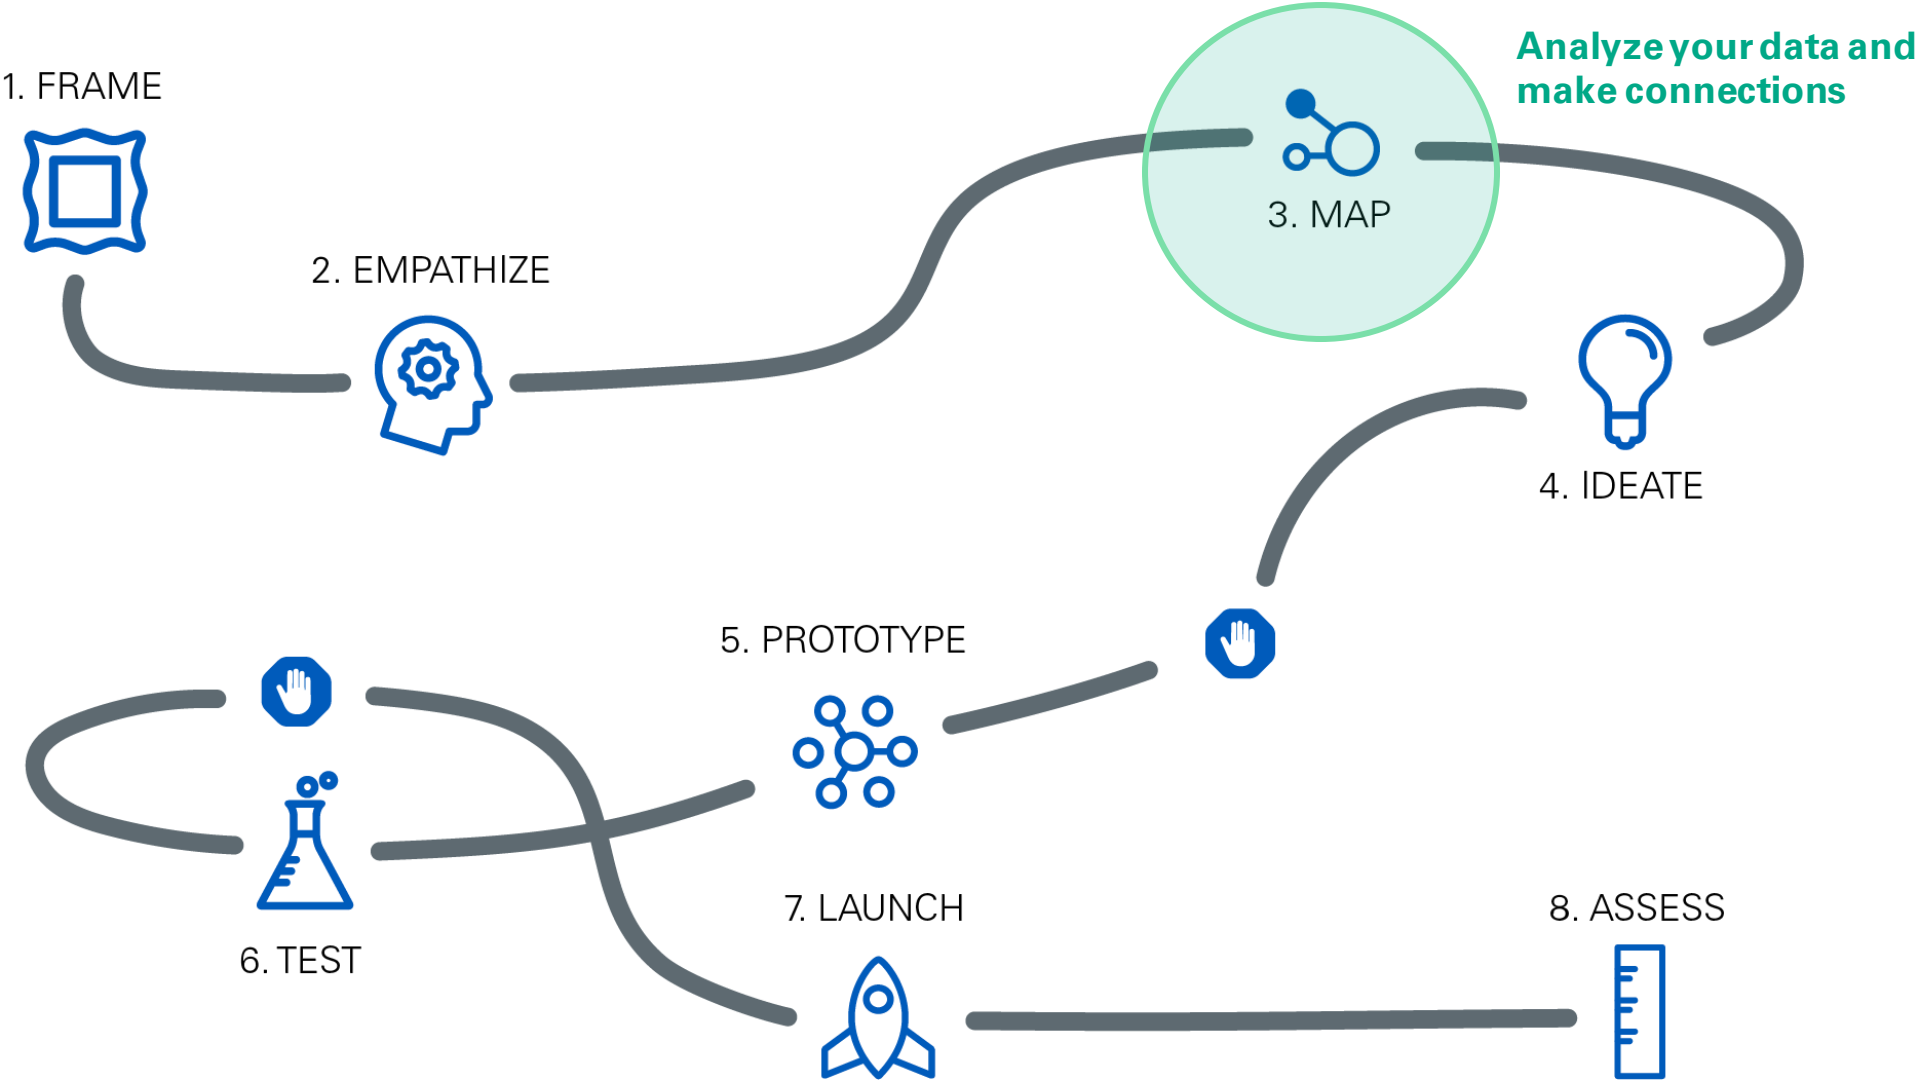 1. FRAME
2. EMPATHIZE
3. MAP
Analyze your data and
make connections
4. IDEATE
5. PROTOTYPE
6. TEST
7. LAUNCH
8. ASSESS